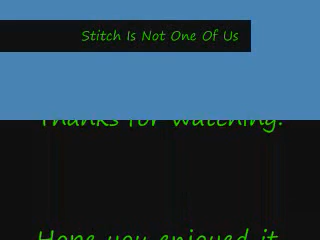 Stitch Is Not One Of Us
Thanks for watching!
Hope you enjoyed it